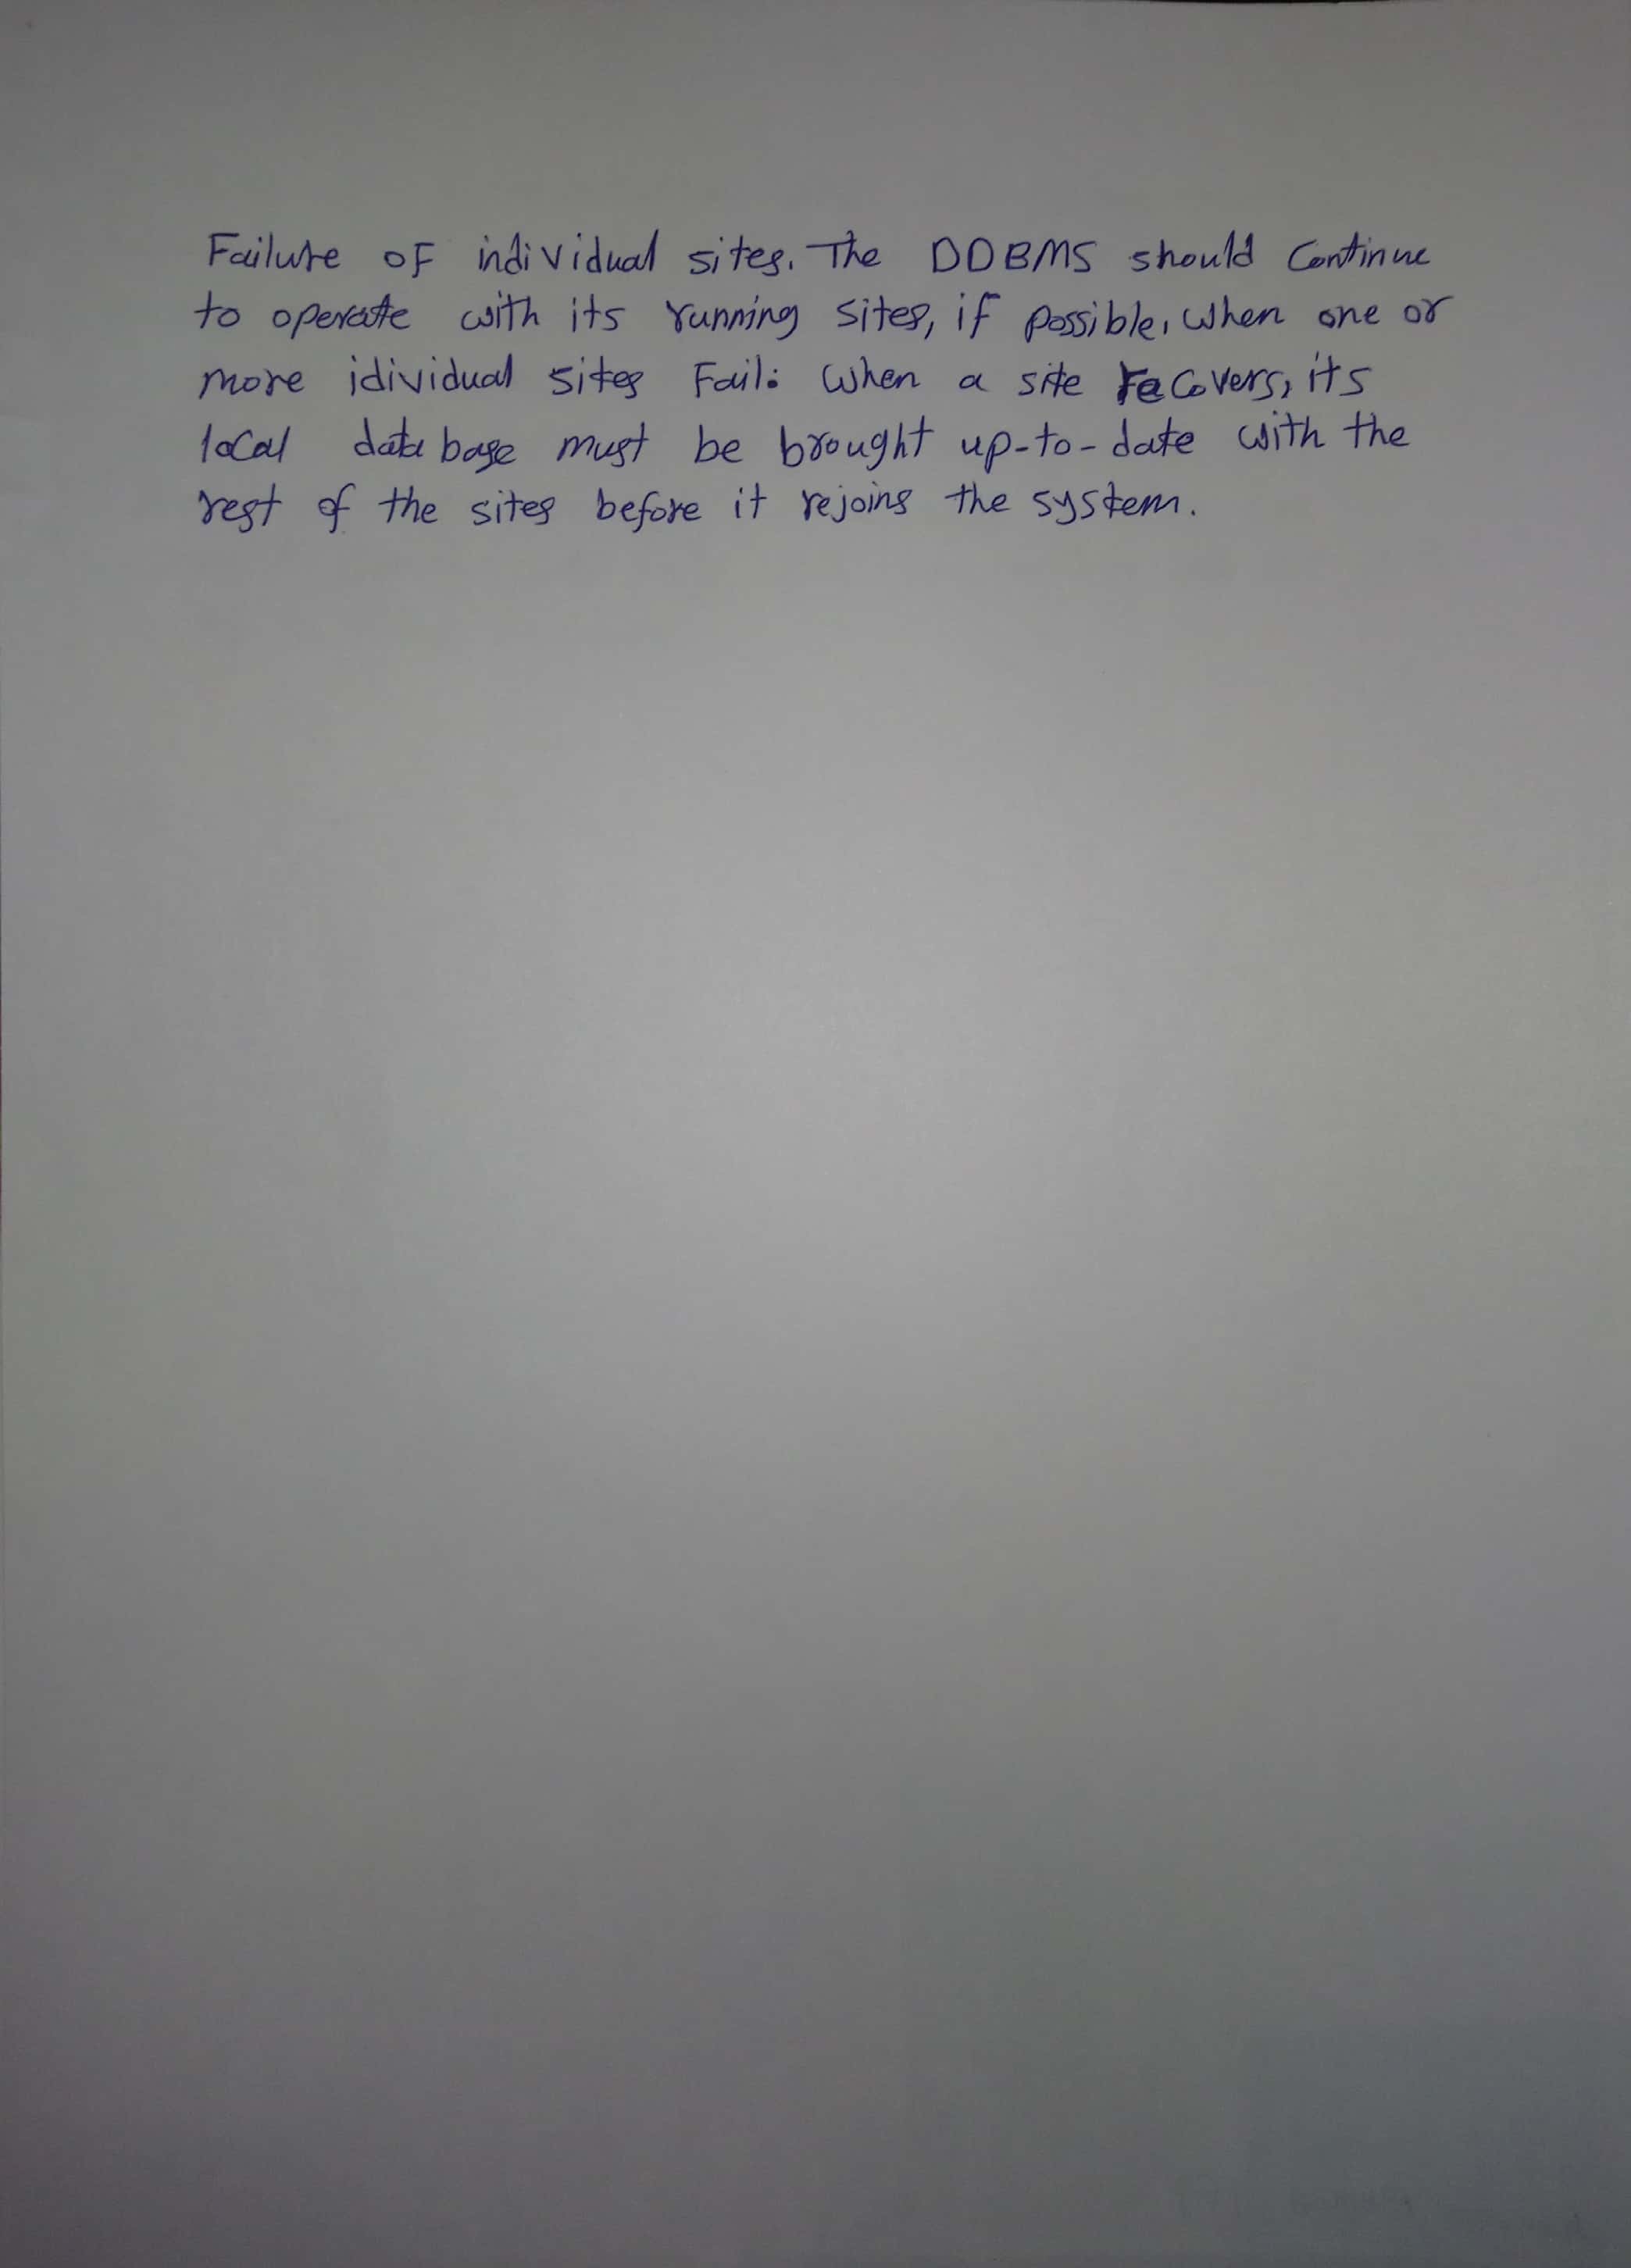 Failure oF individual sites. The DDBMS should Continue
to operate with its running sites, if possible, when one or
more idividual sites Fail. When a site recovers, its
local data base must be brought up-to-date with the
rest of the sites before it rejoins the system.